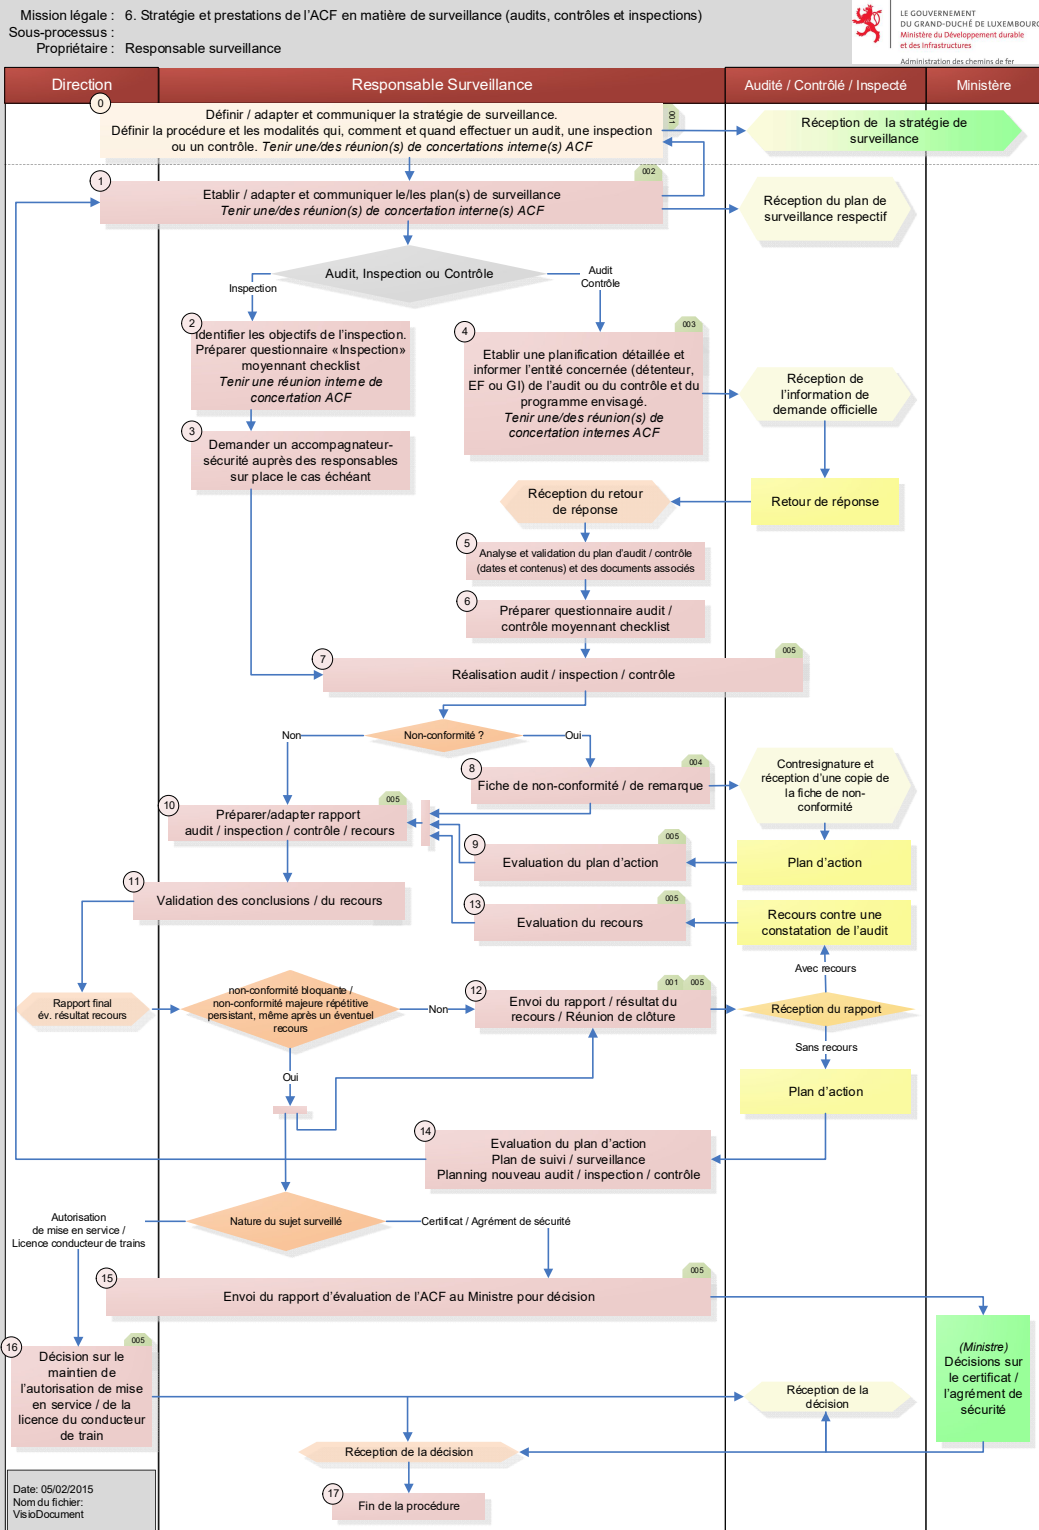 Mission légale : 6. Stratégie et prestations de l'ACF en matière de surveillance (audits, contrôles et inspections)
Sous-processus :
Propriétaire : Responsable surveillance
LE GOUVERNEMENT
DU GRAND-DUCHÉ DE LUXEMBOURG
Ministère du Développement durable
et des Infrastructures
Administration des chemins de fer
Direction
Responsable Surveillance
Audité / Contrôlé / Inspecté
Ministère
0
Définir / adapter et communiquer la stratégie de surveillance.
Définir la procédure et les modalités qui, comment et quand effectuer un audit, une inspection
ou un contrôle. Tenir une/des réunion(s) de concertations interne(s) ACF
001
Réception de la stratégie de
surveillance
1
002
Etablir / adapter et communiquer le/les plan(s) de surveillance
Tenir une/des réunion(s) de concertation interne(s) ACF
Réception du plan de
surveillance respectif
Audit, Inspection ou Contrôle
Inspection
Audit
Contrôle
2
Identifier les objectifs de l'inspection.
Préparer questionnaire «Inspection»
moyennant checklist
Tenir une réunion interne de
concertation ACF
4
003
Etablir une planification détaillée et
informer l'entité concernée (détenteur,
EF ou GI) de l'audit ou du contrôle et du
programme envisagé.
Tenir une/des réunion(s) de
concertation internes ACF
Réception de
l'information de
demande officielle
3
Demander un accompagnateur-
sécurité auprès des responsables
sur place le cas échéant
Réception du retour
de réponse
Retour de réponse
5
Analyse et validation du plan d'audit / contrôle
(dates et contenus) et des documents associés
6
Préparer questionnaire audit /
contrôle moyennant checklist
7
005
Réalisation audit / inspection / contrôle
Non-conformité ?
Non
Oui
8
004
Fiche de non-conformité / de remarque
Contresignature et
réception d'une copie de
la fiche de non-
conformité
10
005
Préparer/adapter rapport
audit / inspection / contrôle / recours
9
005
Evaluation du plan d'action
Plan d'action
11
Validation des conclusions / du recours
13
005
Evaluation du recours
Recours contre une
constatation de l'audit
Avec recours
Rapport final
év. résultat recours
non-conformité bloquante /
non-conformité majeure répétitive
persistant, même après un éventuel
recours
Non
12
001
005
Envoi du rapport / résultat du
recours / Réunion de clôture
Réception du rapport
Sans recours
Oui
Plan d'action
14
Evaluation du plan d'action
Plan de suivi / surveillance
Planning nouveau audit / inspection / contrôle
Nature du sujet surveillé
Autorisation
de mise en service /
Licence conducteur de trains
Certificat / Agrément de sécurité
15
005
Envoi du rapport d'évaluation de l'ACF au Ministre pour décision
16
005
Décision sur le
maintien de
l'autorisation de mise
en service / de la
licence du conducteur
de train
(Ministre)
Décisions sur
le certificat /
l'agrément de
sécurité
Réception de la
décision
Réception de la décision
17
Fin de la procédure
Date: 05/02/2015
Nom du fichier:
VisioDocument